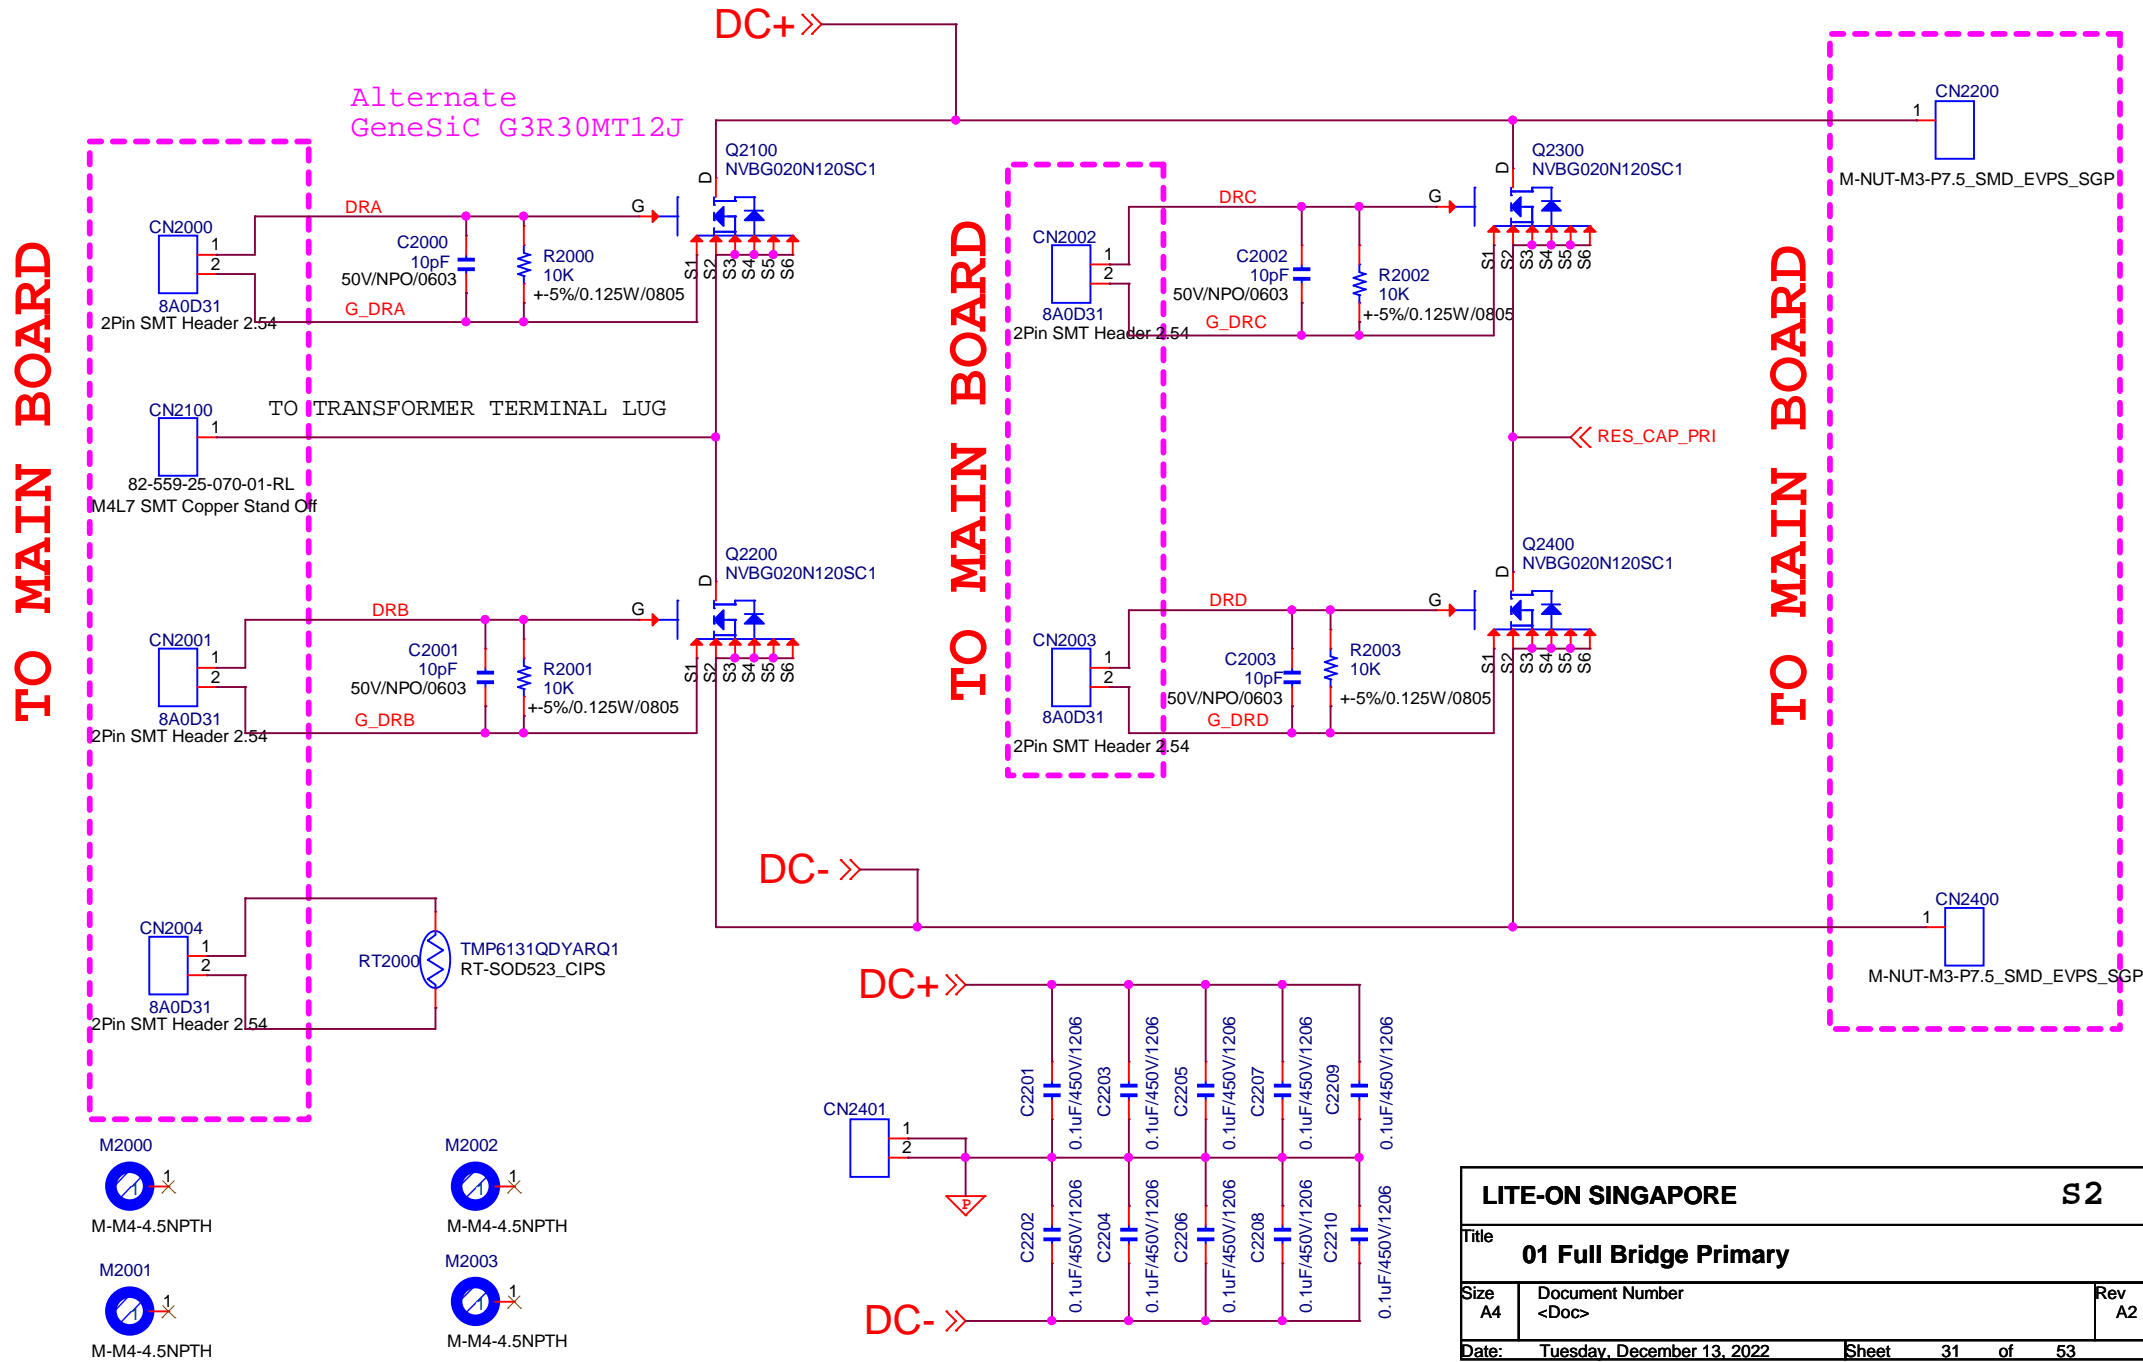 DC+
Alternate
GeneSiC G3R30MT12J
TO MAIN BOARD
CN2000
1
2
8A0D31
2Pin SMT Header 2.54
DRA
G_DRA
C2000
10pF
50V/NPO/0603
R2000
10K
+-5%/0.125W/0805
Q2100
NVBG020N120SC1
D
G
S1
S2
S3
S4
S5
S6
CN2100
1
82-559-25-070-01-RL
M4L7 SMT Copper Stand Off
TO TRANSFORMER TERMINAL LUG
CN2001
1
2
8A0D31
2Pin SMT Header 2.54
DRB
G_DRB
C2001
10pF
50V/NPO/0603
R2001
10K
+-5%/0.125W/0805
Q2200
NVBG020N120SC1
D
G
S1
S2
S3
S4
S5
S6
CN2004
1
2
8A0D31
2Pin SMT Header 2.54
RT2000
TMP6131QDYARQ1
RT-SOD523_CIPS
TO MAIN BOARD
CN2002
1
2
8A0D31
2Pin SMT Header 2.54
DRC
G_DRC
C2002
10pF
50V/NPO/0603
R2002
10K
+-5%/0.125W/0805
Q2300
NVBG020N120SC1
D
G
S1
S2
S3
S4
S5
S6
RES_CAP_PRI
CN2003
1
2
8A0D31
2Pin SMT Header 2.54
DRD
G_DRD
C2003
10pF
50V/NPO/0603
R2003
10K
+-5%/0.125W/0805
Q2400
NVBG020N120SC1
D
G
S1
S2
S3
S4
S5
S6
TO MAIN BOARD
CN2200
1
M-NUT-M3-P7.5_SMD_EVPS_SGP
CN2400
1
M-NUT-M3-P7.5_SMD_EVPS_SGP
DC-
DC+
C2201
0.1uF/450V/1206
C2203
0.1uF/450V/1206
C2205
0.1uF/450V/1206
C2207
0.1uF/450V/1206
C2209
0.1uF/450V/1206
CN2401
1
2
P
C2202
0.1uF/450V/1206
C2204
0.1uF/450V/1206
C2206
0.1uF/450V/1206
C2208
0.1uF/450V/1206
C2210
0.1uF/450V/1206
DC-
M2000
1
1
M-M4-4.5NPTH
M2002
1
1
M-M4-4.5NPTH
M2001
1
1
M-M4-4.5NPTH
M2003
1
1
M-M4-4.5NPTH
LITE-ON SINGAPORE S2
Title
01 Full Bridge Primary
Size Document Number Rev
A4 <Doc> A2
Date: Tuesday, December 13, 2022 Sheet 31 of 53